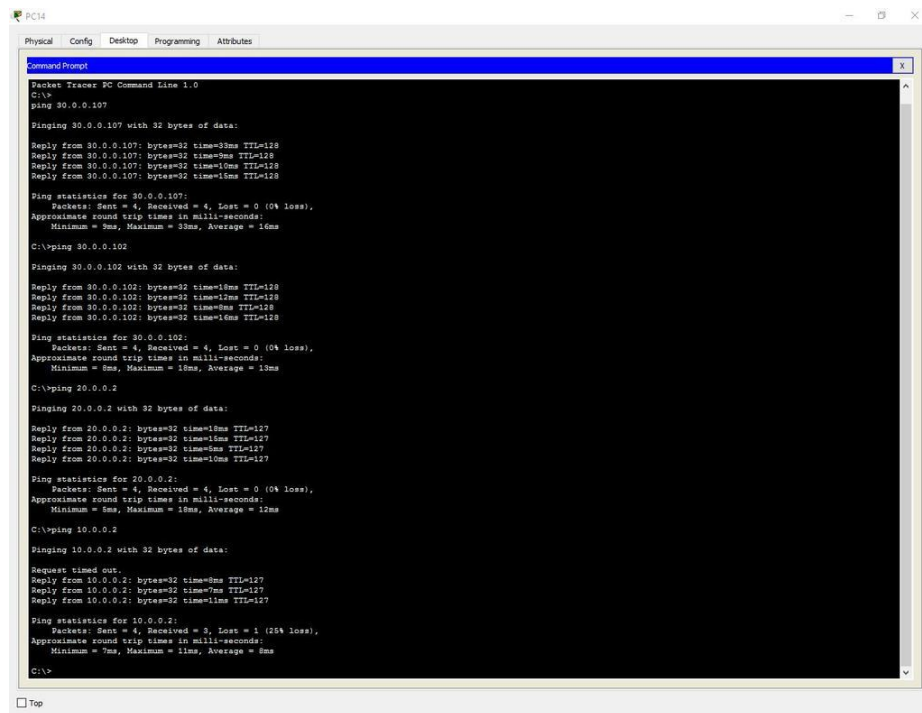 PC14
Physical Config Desktop Programming Attributes
Command Prompt X
Packet Tracer PC Command Line 1.0
C:\>
ping 30.0.0.107
Pinging 30.0.0.107 with 32 bytes of data:
Reply from 30.0.0.107: bytes=32 time=33ms TTL=128
Reply from 30.0.0.107: bytes=32 time=9ms TTL=128
Reply from 30.0.0.107: bytes=32 time=10ms TTL=128
Reply from 30.0.0.107: bytes=32 time=15ms TTL=128
Ping statistics for 30.0.0.107:
Packets: Sent = 4, Received = 4, Lost = 0 (0% loss),
Approximate round trip times in milli-seconds:
Minimum = 9ms, Maximum = 33ms, Average = 16ms
C:\>ping 30.0.0.102
Pinging 30.0.0.102 with 32 bytes of data:
Reply from 30.0.0.102: bytes=32 time=18ms TTL=128
Reply from 30.0.0.102: bytes=32 time=12ms TTL=128
Reply from 30.0.0.102: bytes=32 time=8ms TTL=128
Reply from 30.0.0.102: bytes=32 time=16ms TTL=128
Ping statistics for 30.0.0.102:
Packets: Sent = 4, Received = 4, Lost = 0 (0% loss),
Approximate round trip times in milli-seconds:
Minimum = 8ms, Maximum = 18ms, Average = 13ms
C:\>ping 20.0.0.2
Pinging 20.0.0.2 with 32 bytes of data:
Reply from 20.0.0.2: bytes=32 time=18ms TTL=127
Reply from 20.0.0.2: bytes=32 time=15ms TTL=127
Reply from 20.0.0.2: bytes=32 time=5ms TTL=127
Reply from 20.0.0.2: bytes=32 time=10ms TTL=127
Ping statistics for 20.0.0.2:
Packets: Sent = 4, Received = 4, Lost = 0 (0% loss),
Approximate round trip times in milli-seconds:
Minimum = 5ms, Maximum = 18ms, Average = 12ms
C:\>ping 10.0.0.2
Pinging 10.0.0.2 with 32 bytes of data:
Request timed out.
Reply from 10.0.0.2: bytes=32 time=8ms TTL=127
Reply from 10.0.0.2: bytes=32 time=7ms TTL=127
Reply from 10.0.0.2: bytes=32 time=11ms TTL=127
Ping statistics for 10.0.0.2:
Packets: Sent = 4, Received = 3, Lost = 1 (25% loss),
Approximate round trip times in milli-seconds:
Minimum = 7ms, Maximum = 11ms, Average = 8ms
C:\>
Top